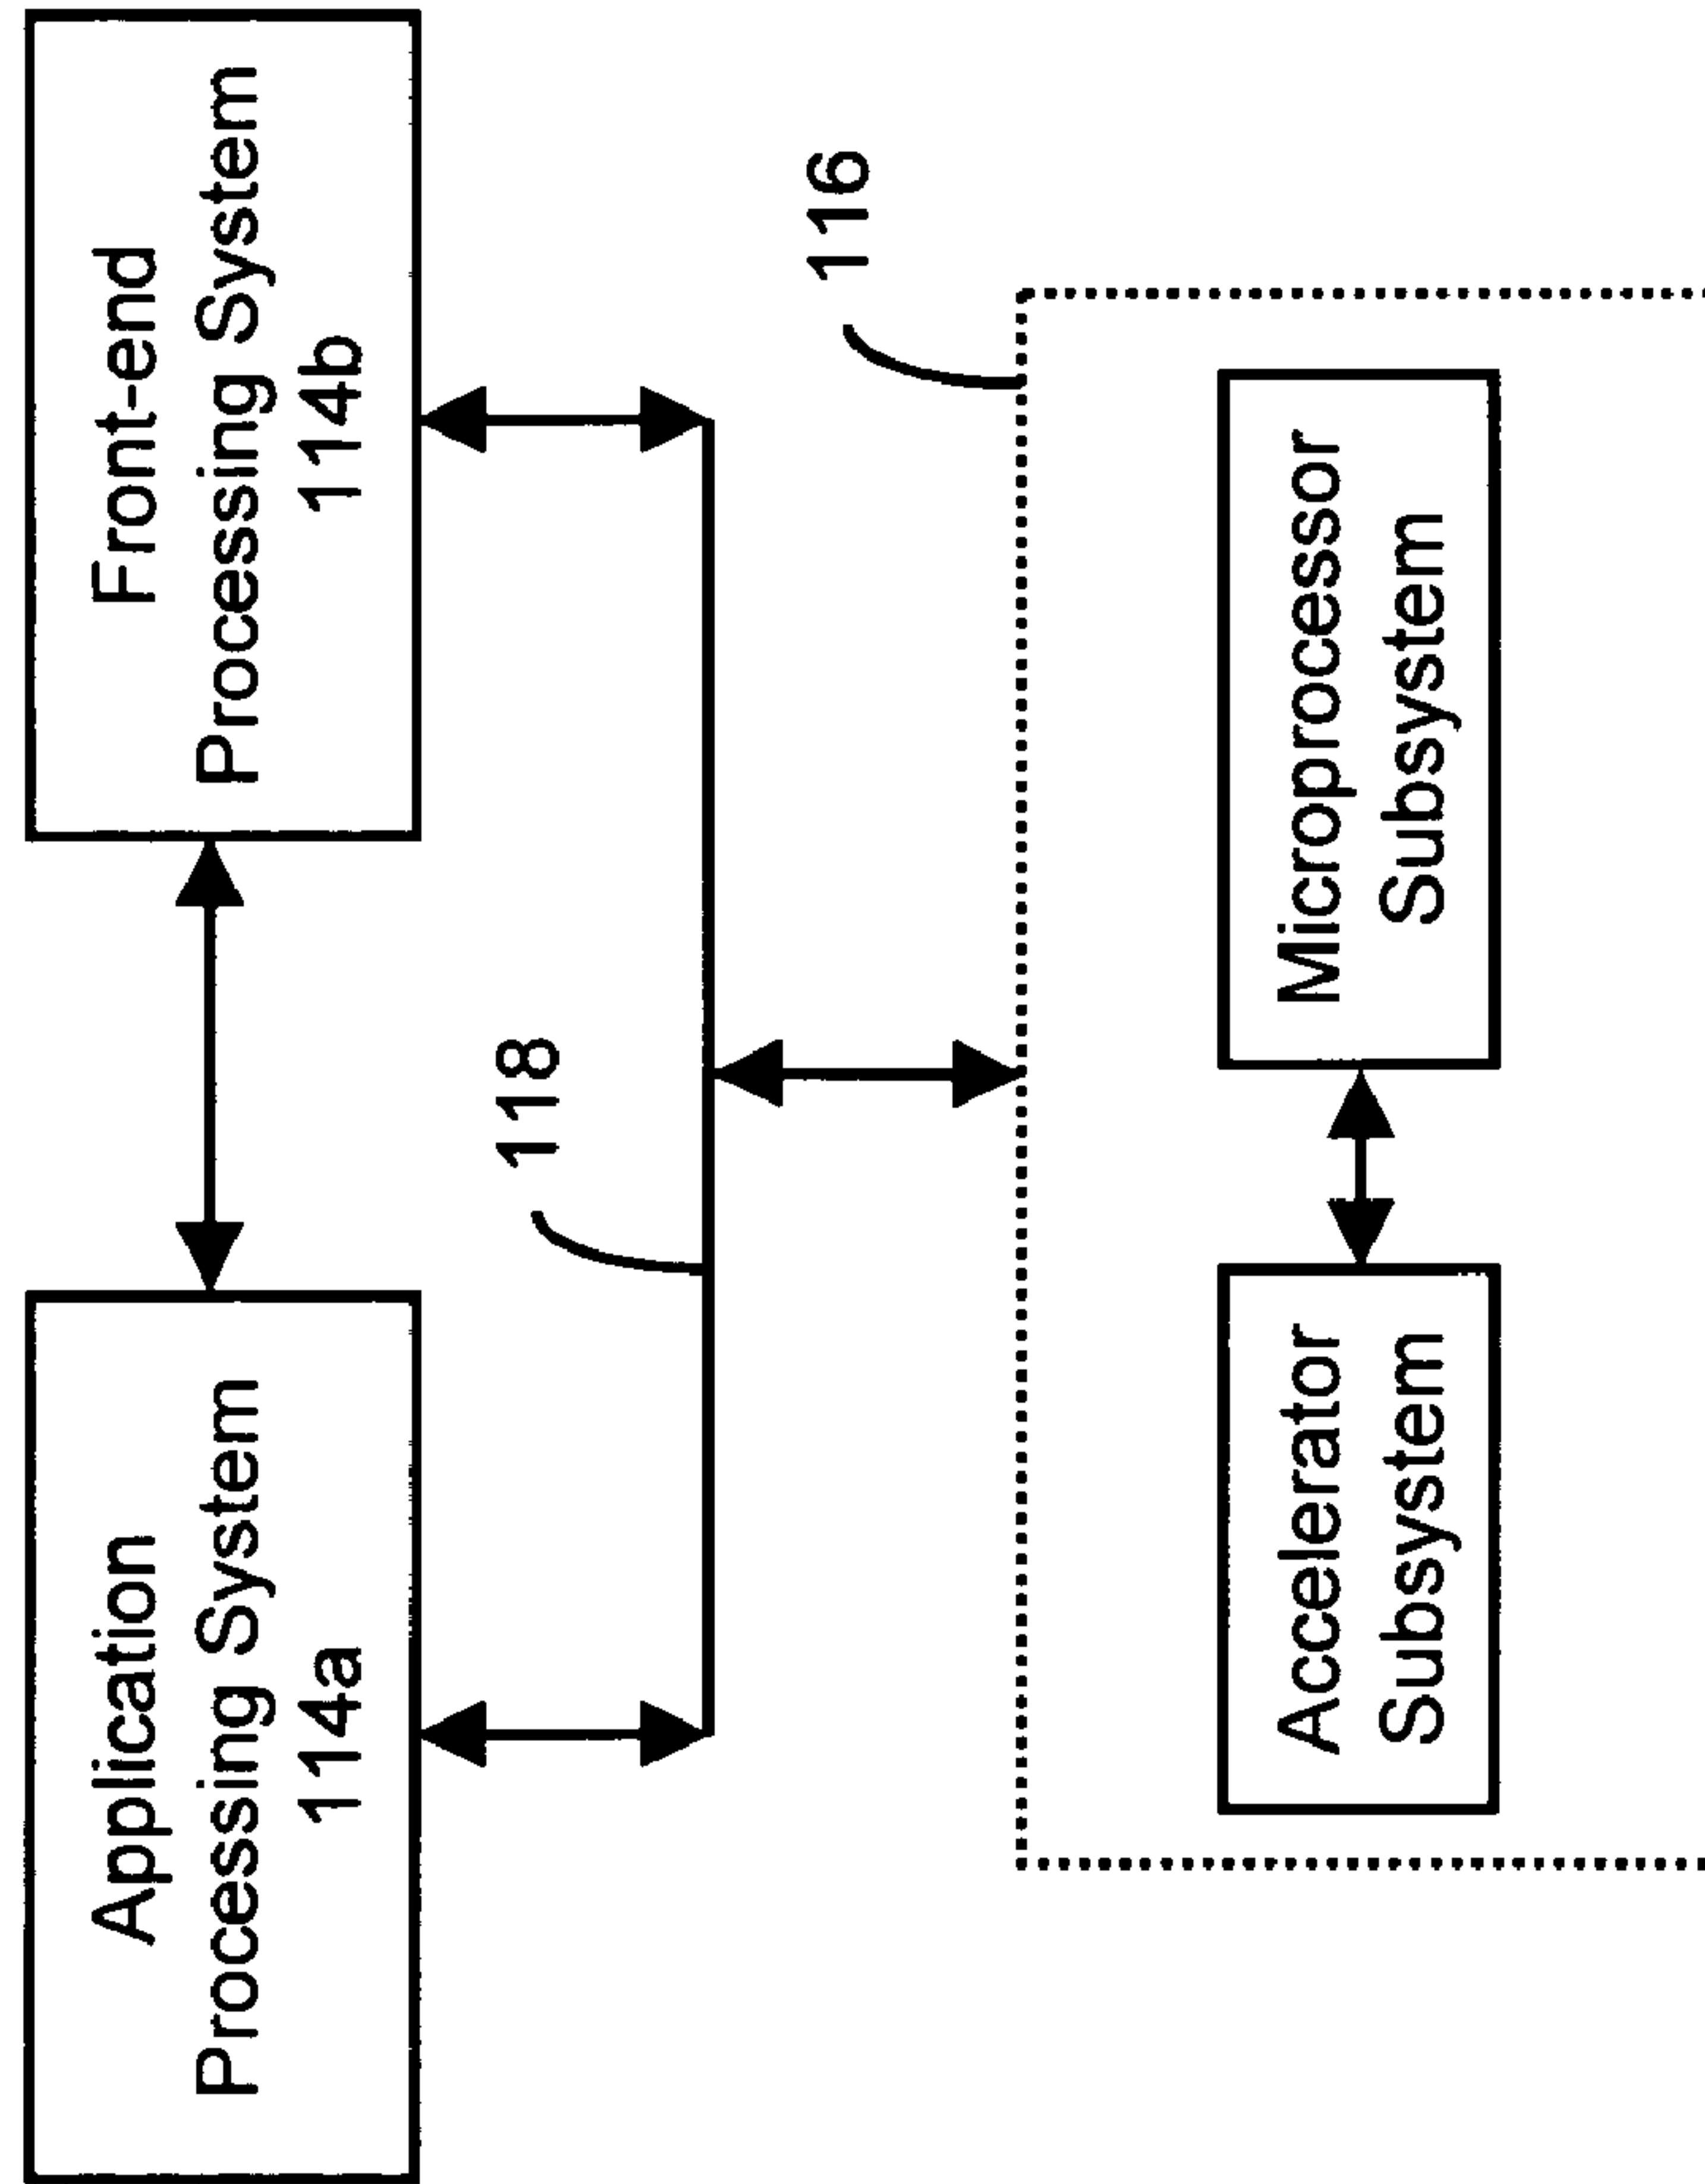 Application
Processing System
114a
Front-end
Processing System
114b
118
116
Accelerator
Subsystem
Microprocessor
Subsystem